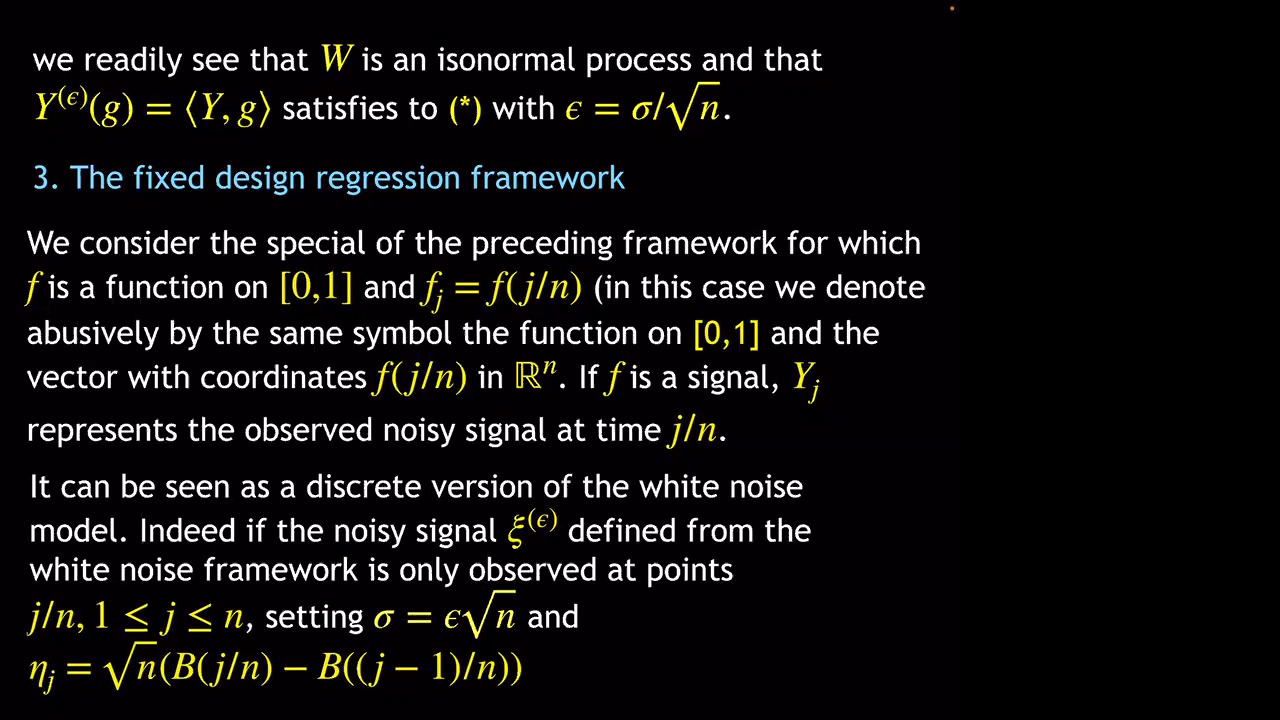 we readily see that W is an isonormal process and that
Y^{(ϵ)}(g) = ⟨Y, g⟩ satisfies to (*) with ϵ = σ/√n.
3. The fixed design regression framework
We consider the special of the preceding framework for which
f is a function on [0,1] and f_j = f(j/n) (in this case we denote
abusively by the same symbol the function on [0,1] and the
vector with coordinates f(j/n) in ℝ^n. If f is a signal, Y_j
represents the observed noisy signal at time j/n.
It can be seen as a discrete version of the white noise
model. Indeed if the noisy signal ξ^{(ϵ)} defined from the
white noise framework is only observed at points
j/n, 1 ≤ j ≤ n, setting σ = ϵ√n and
η_j = √n(B(j/n) − B((j − 1)/n))